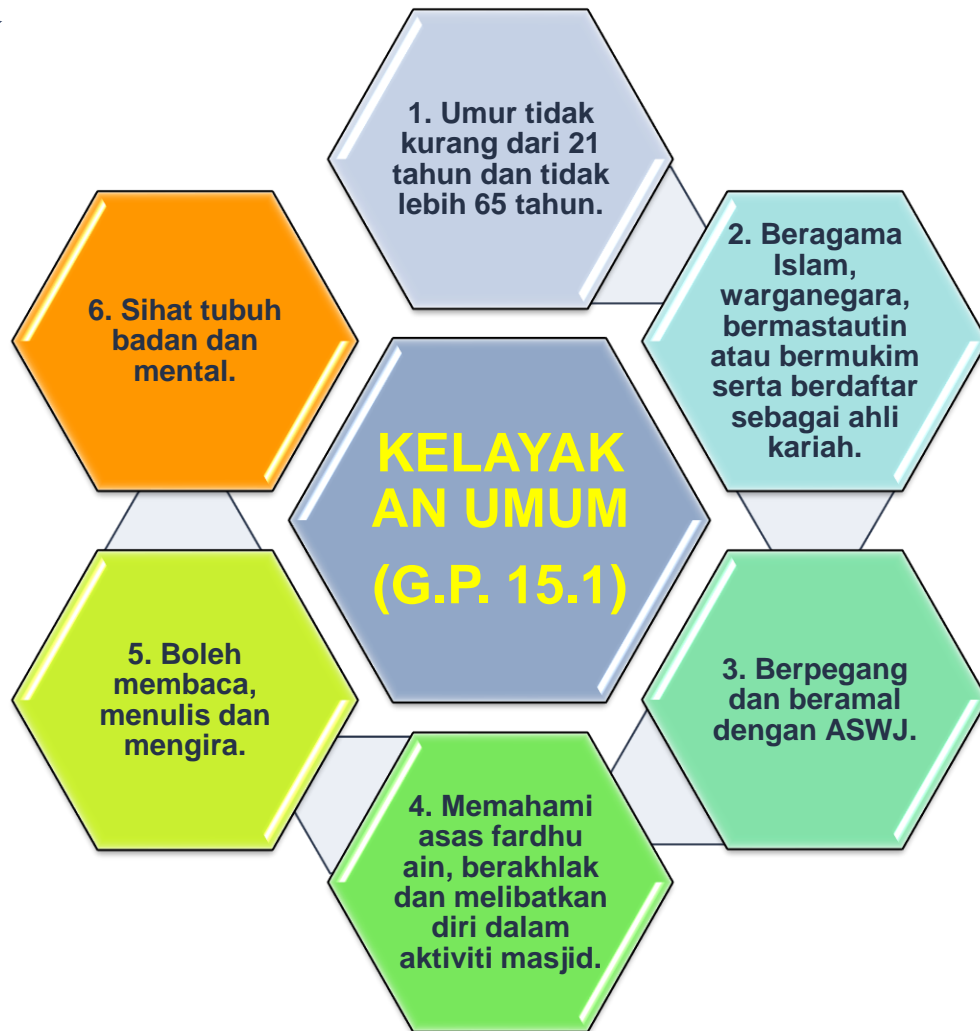 KELAYAK
AN UMUM
(G.P. 15.1)
1. Umur tidak
kurang dari 21
tahun dan tidak
lebih 65 tahun.
2. Beragama
Islam,
warganegara,
bermastautin
atau bermukim
serta berdaftar
sebagai ahli
kariah.
3. Berpegang
dan beramal
dengan ASWJ.
4. Memahami
asas fardhu
ain, berakhlak
dan melibatkan
diri dalam
aktiviti masjid.
5. Boleh
membaca,
menulis dan
mengira.
6. Sihat tubuh
badan dan
mental.